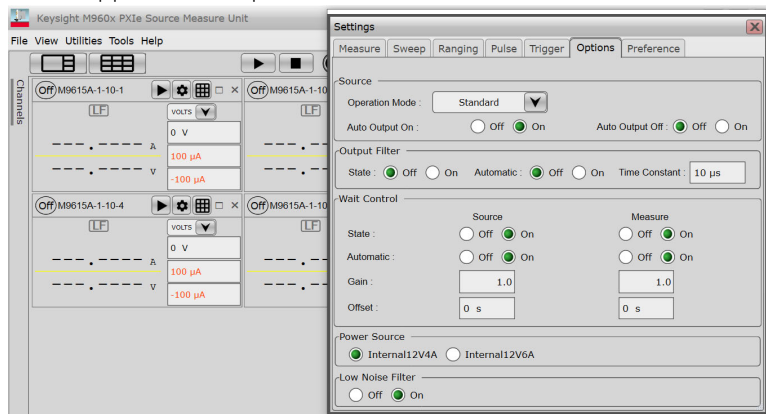 Keysight M960x PXIe Source Measure Unit
File View Utilities Tools Help
Channels
Off M9615A-1-10-1
LF
VOLTS
0 V
---.--- A
100 µA
---.--- V
-100 µA
Off M9615A-1-10
LF
Off M9615A-1-10-4
LF
VOLTS
0 V
---.--- A
100 µA
---.--- V
-100 µA
Off M9615A-1-10
LF
Settings
Measure Sweep Ranging Pulse Trigger Options Preference
Source
Operation Mode : Standard
Auto Output On : Off On Auto Output Off : Off On
Output Filter
State : Off On Automatic : Off On Time Constant : 10 µs
Wait Control
Source Measure
State : Off On Off On
Automatic : Off On Off On
Gain : 1.0 1.0
Offset : 0 s 0 s
Power Source
Internal12V4A Internal12V6A
Low Noise Filter
Off On